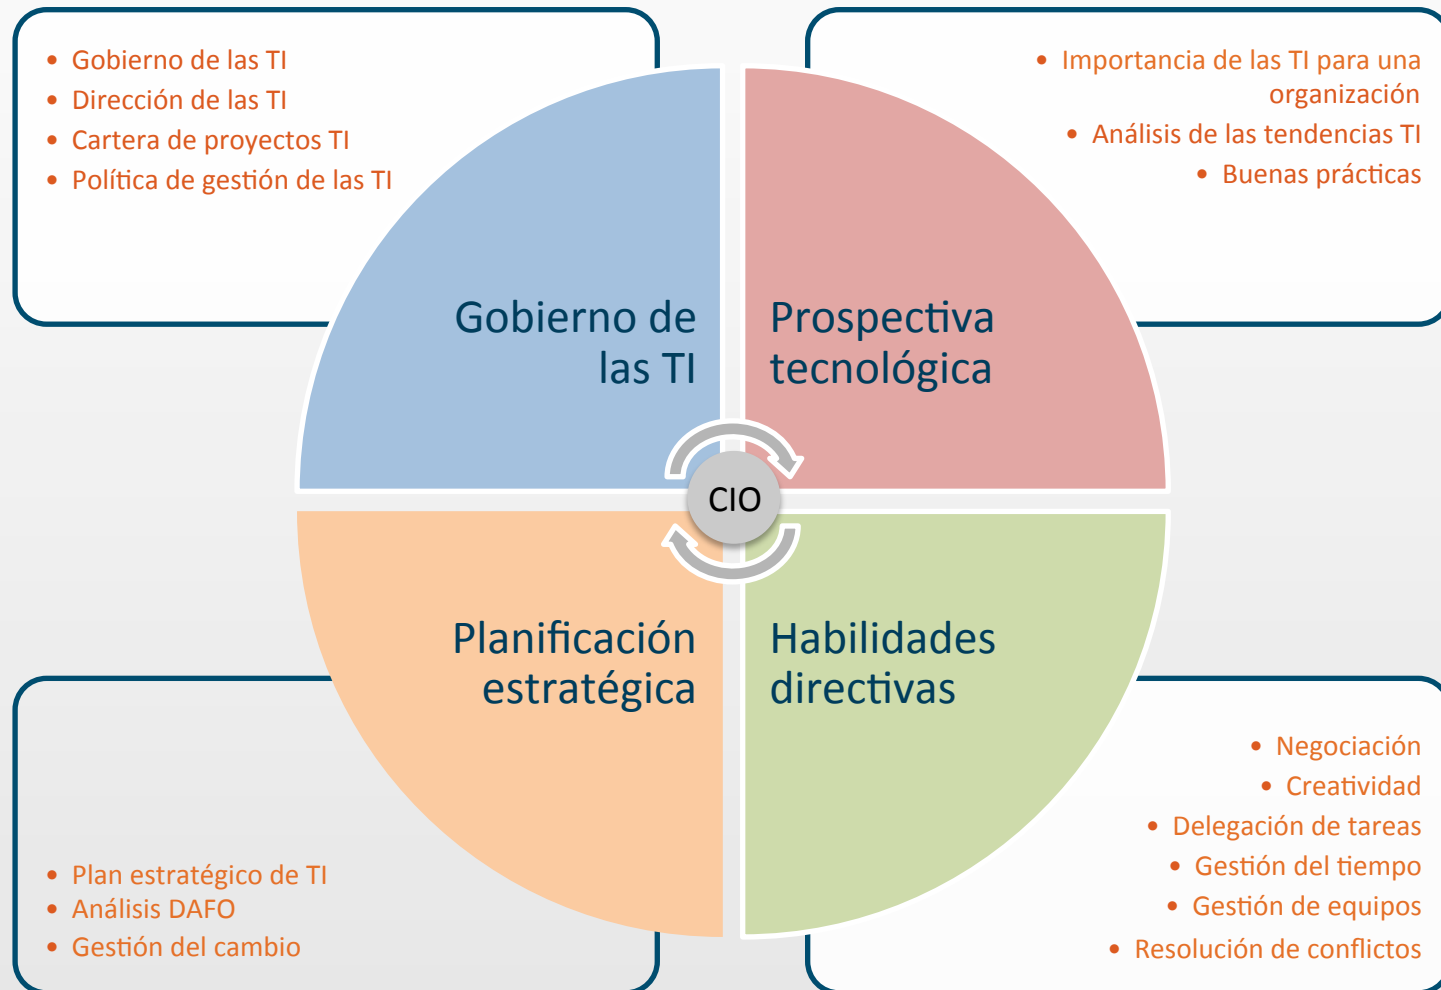 • Gobierno de las TI
• Dirección de las TI
• Cartera de proyectos TI
• Política de gestión de las TI
• Importancia de las TI para una
organización
• Análisis de las tendencias TI
• Buenas prácticas
Gobierno de
las TI
Prospectiva
tecnológica
CIO
Planificación
estratégica
Habilidades
directivas
• Plan estratégico de TI
• Análisis DAFO
• Gestión del cambio
• Negociación
• Creatividad
• Delegación de tareas
• Gestión del tiempo
• Gestión de equipos
• Resolución de conflictos